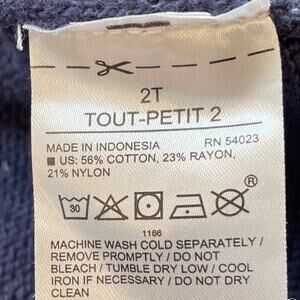 2T
TOUT-PETIT 2
MADE IN INDONESIA RN 54023
US: 56% COTTON, 23% RAYON,
21% NYLON
30
®
1166
MACHINE WASH COLD SEPARATELY /
REMOVE PROMPTLY / DO NOT
BLEACH / TUMBLE DRY LOW / COOL
IRON IF NECESSARY / DO NOT DRY
CLEAN